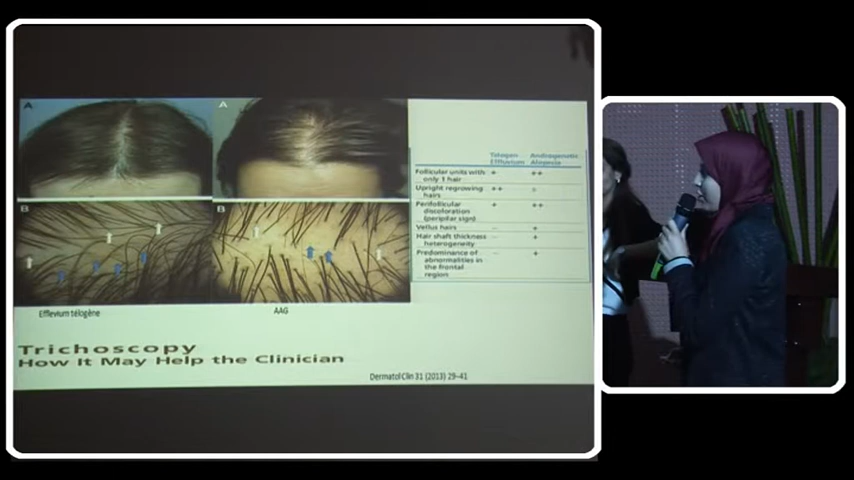 A
A
B
B
Effluvium télogène
AAG
Telogen Androgenetic
Effluvium Alopecia
Follicular units with only 1 hair + ++
Upright regrowing hairs ++ +
Perifollicular discoloration (peripilar sign) + ++
Vellus hairs – +
Hair shaft thickness heterogeneity – +
Predominance of abnormalities in the frontal region – +
Trichoscopy
How It May Help the Clinician
Dermatol Clin 31 (2013) 29–41